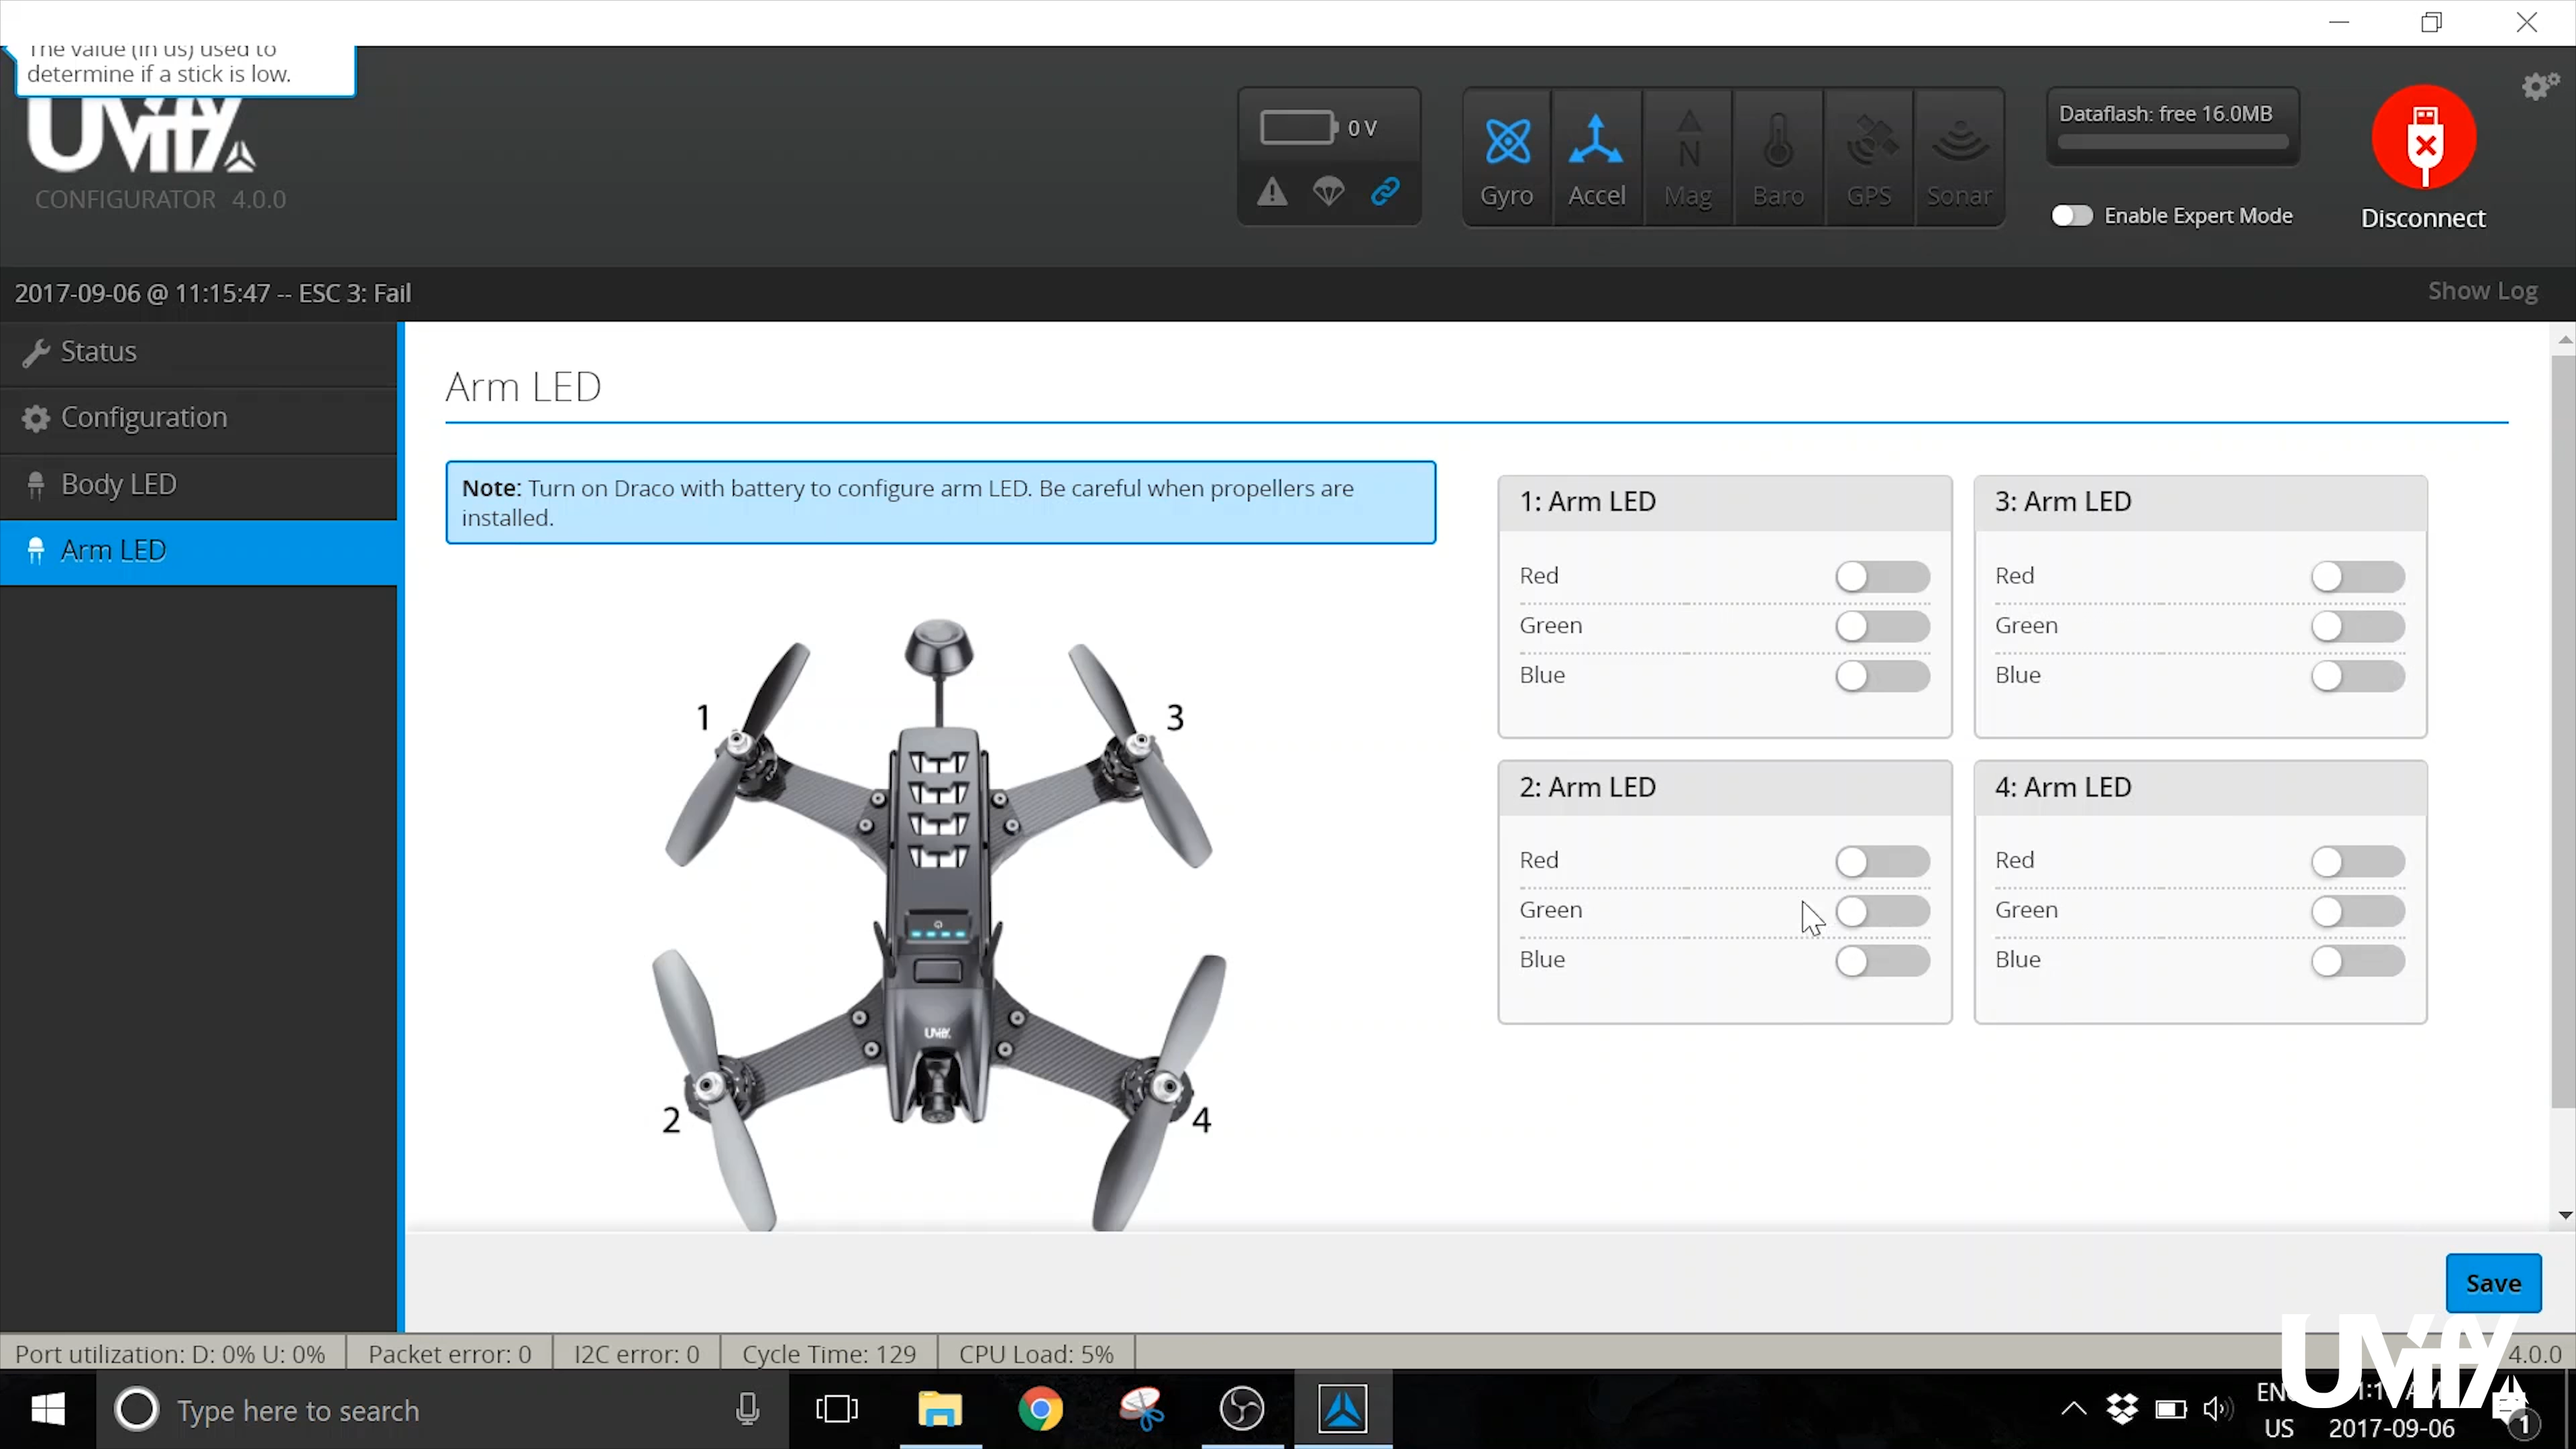 The value (in us) used to
determine if a stick is low.
UVify
CONFIGURATOR 4.0.0
0 V
Gyro
Accel
Mag
Baro
GPS
Sonar
Dataflash: free 16.0MB
Enable Expert Mode
Disconnect
2017-09-06 @ 11:15:47 -- ESC 3: Fail
Show Log
Status
Configuration
Body LED
Arm LED
Arm LED
Note: Turn on Draco with battery to configure arm LED. Be careful when propellers are
installed.
1
3
2
4
UVify
1: Arm LED
Red
Green
Blue
3: Arm LED
Red
Green
Blue
2: Arm LED
Red
Green
Blue
4: Arm LED
Red
Green
Blue
Save
Port utilization: D: 0% U: 0%
Packet error: 0
I2C error: 0
Cycle Time: 129
CPU Load: 5%
4.0.0
UVify
Type here to search
US
2017-09-06
1